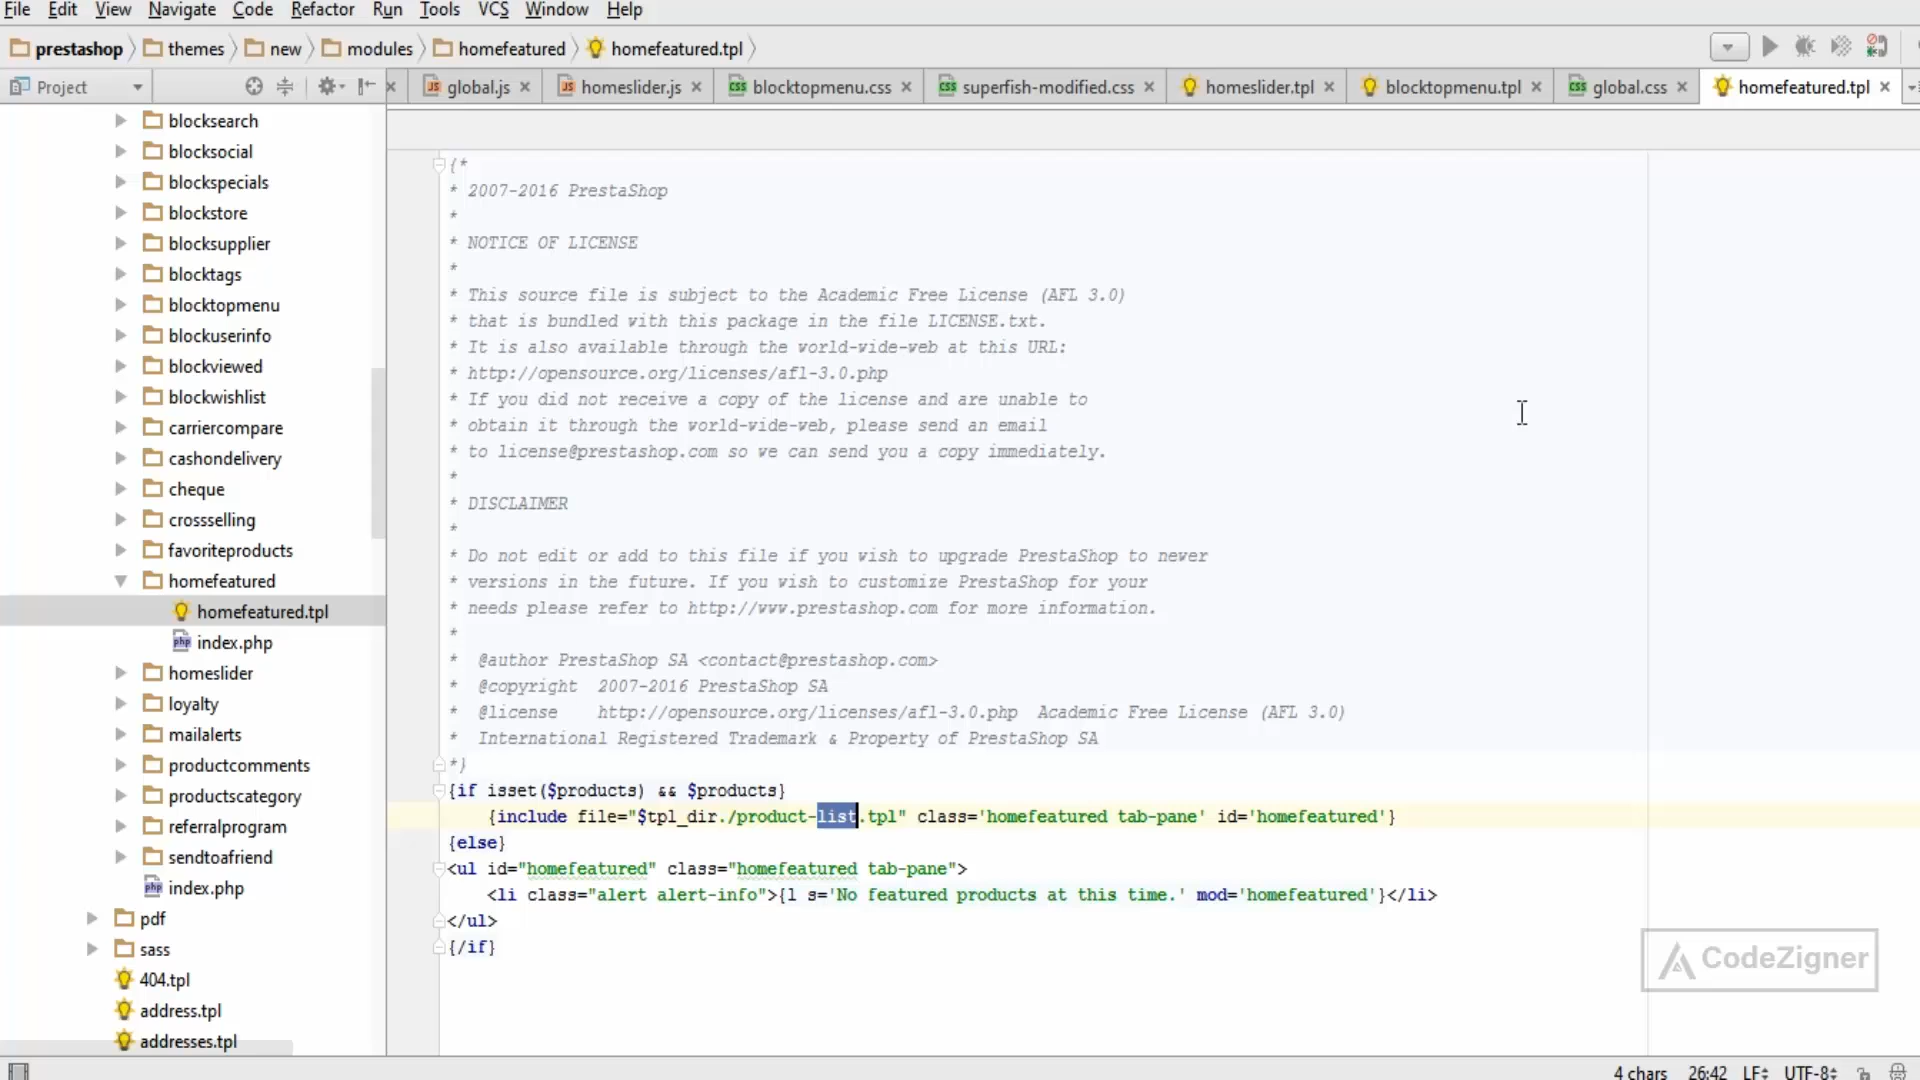 File Edit View Navigate Code Refactor Run Tools VCS Window Help
prestashop themes new modules homefeatured homefeatured.tpl
Project global.js homeslider.js blocktopmenu.css superfish-modified.css homeslider.tpl blocktopmenu.tpl global.css homefeatured.tpl
blocksearch
blocksocial
blockspecials
blockstore
blocksupplier
blocktags
blocktopmenu
blockuserinfo
blockviewed
blockwishlist
carriercompare
cashondelivery
cheque
crossselling
favoriteproducts
homefeatured
homefeatured.tpl
index.php
homeslider
loyalty
mailalerts
productcomments
productscategory
referralprogram
sendtoafriend
index.php
pdf
sass
404.tpl
address.tpl
addresses.tpl
{*
* 2007-2016 PrestaShop
*
* NOTICE OF LICENSE
*
* This source file is subject to the Academic Free License (AFL 3.0)
* that is bundled with this package in the file LICENSE.txt.
* It is also available through the world-wide-web at this URL:
* http://opensource.org/licenses/afl-3.0.php
* If you did not receive a copy of the license and are unable to
* obtain it through the world-wide-web, please send an email
* to license@prestashop.com so we can send you a copy immediately.
*
* DISCLAIMER
*
* Do not edit or add to this file if you wish to upgrade PrestaShop to newer
* versions in the future. If you wish to customize PrestaShop for your
* needs please refer to http://www.prestashop.com for more information.
*
*  @author PrestaShop SA <contact@prestashop.com>
*  @copyright  2007-2016 PrestaShop SA
*  @license    http://opensource.org/licenses/afl-3.0.php  Academic Free License (AFL 3.0)
*  International Registered Trademark & Property of PrestaShop SA
*}
{if isset($products) && $products}
{include file="$tpl_dir./product-list.tpl" class='homefeatured tab-pane' id='homefeatured'}
{else}
<ul id="homefeatured" class="homefeatured tab-pane">
<li class="alert alert-info">{l s='No featured products at this time.' mod='homefeatured'}</li>
</ul>
{/if}
CodeZigner
4 chars 26:42 LF UTF-8